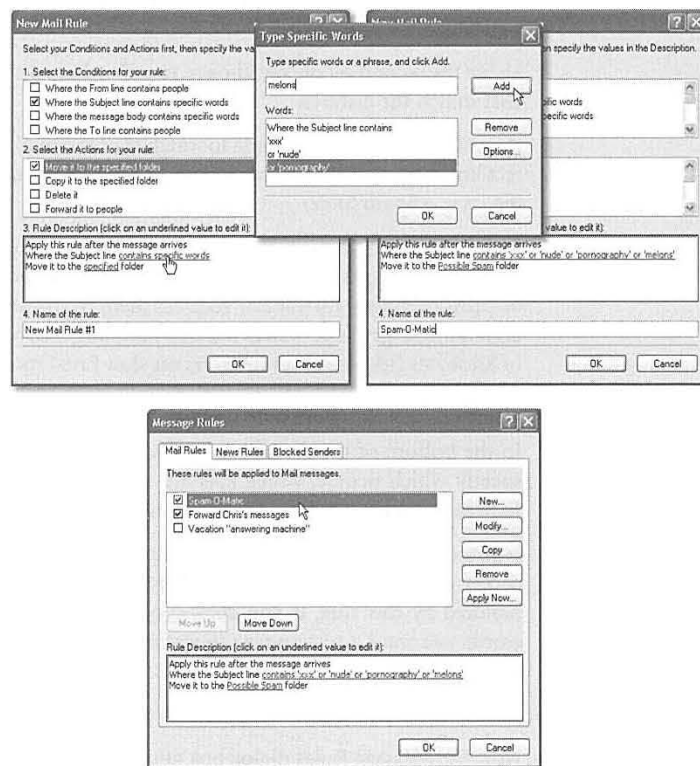 New Mail Rule
Select your Conditions and Actions first, then specify the va
1. Select the Conditions for your rule:
Where the From line contains people
Where the Subject line contains specific words
Where the message body contains specific words
Where the To line contains people
2. Select the Actions for your rule:
Move it to the specified folder
Copy it to the specified folder
Delete it
Forward it to people
3. Rule Description (click on an underlined value to edit it):
Apply this rule after the message arrives
Where the Subject line contains specific words
Move it to the specified folder
4. Name of the rule:
New Mail Rule #1
OK
Cancel
Type Specific Words
Type specific words or a phrase, and click Add.
melons
Add
Words:
Where the Subject line contains
'xxx'
or 'nude'
or 'pornography'
Remove
Options...
OK
Cancel
New Mail Rule
n specify the values in the Description.
ific words
ecific words
value to edit it):
Apply this rule after the message arrives
Where the Subject line contains 'xxx' or 'nude' or 'pornography' or 'melons'
Move it to the Possible Spam folder
4. Name of the rule:
Spam-O-Matic
OK
Cancel
Message Rules
Mail Rules
News Rules
Blocked Senders
These rules will be applied to Mail messages.
Spam-O-Matic
Forward Chris's messages
Vacation "answering machine"
New...
Modify...
Copy
Remove
Apply Now...
Move Up
Move Down
Rule Description (click on an underlined value to edit it):
Apply this rule after the message arrives
Where the Subject line contains 'xxx' or 'nude' or 'pornography' or 'melons'
Move it to the Possible Spam folder
OK
Cancel